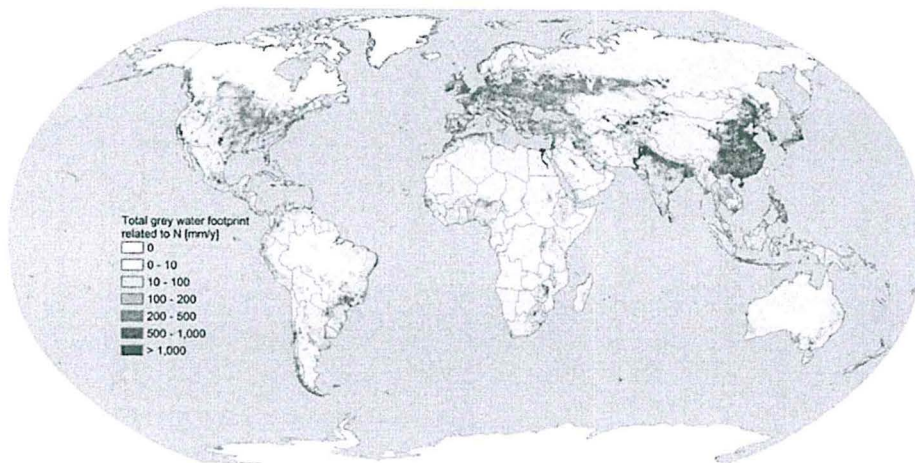 Total grey water footprint
related to N [mm/y]
0
0 - 10
10 - 100
100 - 200
200 - 500
500 - 1,000
> 1,000